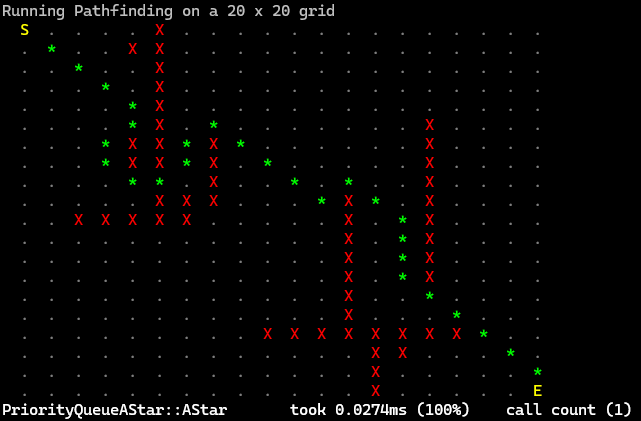 Running Pathfinding on a 20 x 20 grid
S . . . . X . . . . . . . . . . . . . .
. * . . X X . . . . . . . . . . . . . .
. . * . . X . . . . . . . . . . . . . .
. . . * . X . . . . . . . . . . . . . .
. . . . * X . . . . . . . . . . . . . .
. . . . * X . * . . . . . . . X . . . .
. . . * X X * X * . . . . . . X . . . .
. . . * X X * X . * . . . . . X . . . .
. . . . * * . X . . * . * . . X . . . .
. . . . . X X X . . . * X * . X . . . .
. . X X X X X . . . . . X . * X . . . .
. . . . . . . . . . . . X . * X . . . .
. . . . . . . . . . . . X . * X . . . .
. . . . . . . . . . . . X . * X . . . .
. . . . . . . . . . . . X . . * . . . .
. . . . . . . . . . . . X . . . * . . .
. . . . . . . . . X X X X X X X X * . .
. . . . . . . . . . . . . X X . . . * .
. . . . . . . . . . . . . X . . . . . *
. . . . . . . . . . . . . X . . . . . E
PriorityQueueAStar::AStar took 0.0274ms (100%) call count (1)